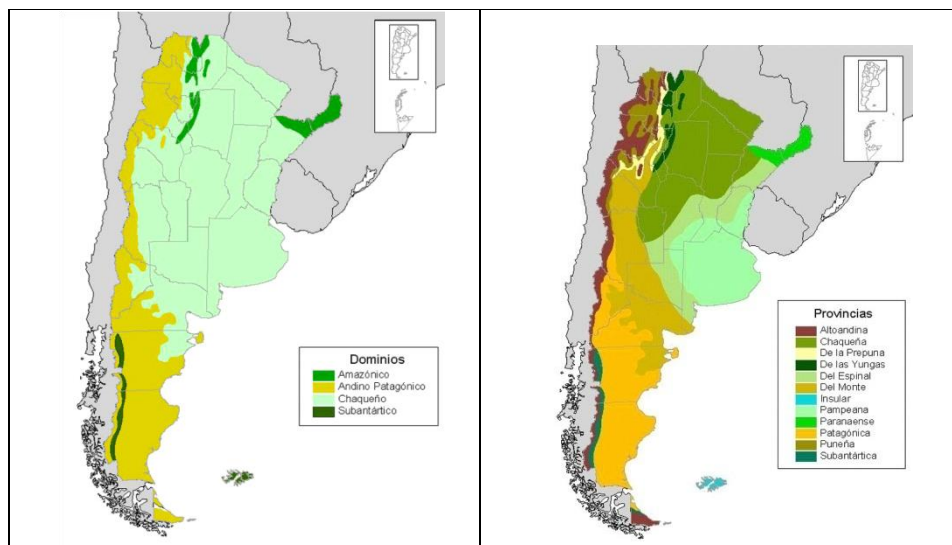 Dominios
Amazónico
Andino Patagónico
Chaqueño
Subantártico
Provincias
Altoandina
Chaqueña
De la Prepuna
De las Yungas
Del Espinal
Del Monte
Insular
Pampeana
Paranaense
Patagónica
Puneña
Subantártica